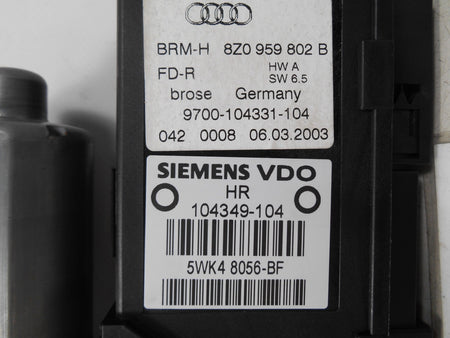 BRM-H 8Z0 959 802 B
FD-R HW A
SW 6.5
brose Germany
9700-104331-104
042 0008 06.03.2003
SIEMENS VDO
HR
104349-104
5WK4 8056-BF